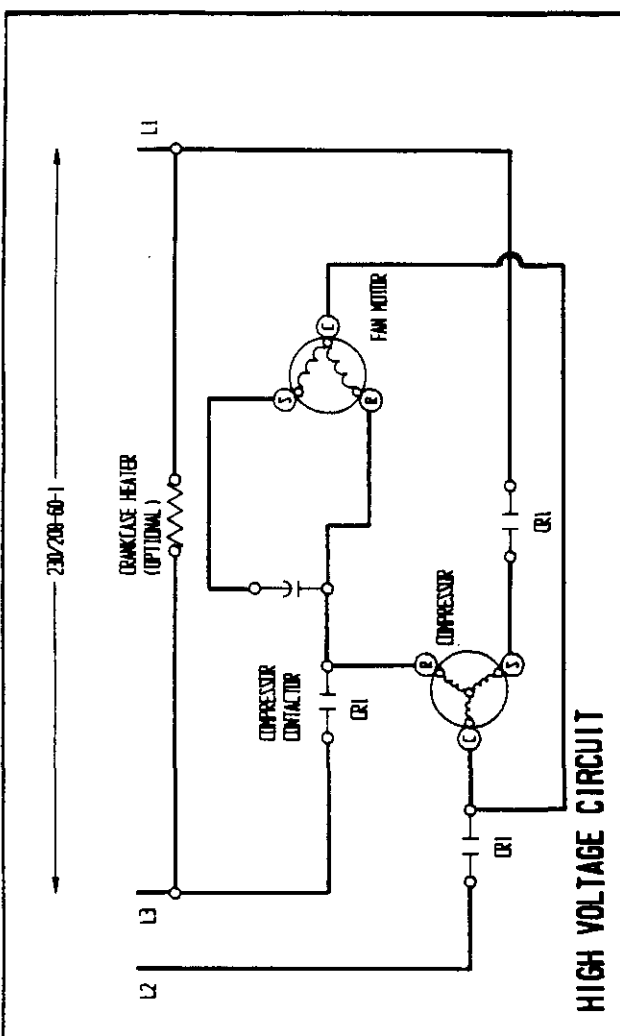 230/208-60-1
L1
L3
L2
CRANKCASE HEATER
(OPTIONAL)
S
C
R
FAN MOTOR
COMPRESSOR
CONTACTOR
CR1
R
S
C
COMPRESSOR
CR1
CR1
HIGH VOLTAGE CIRCUIT